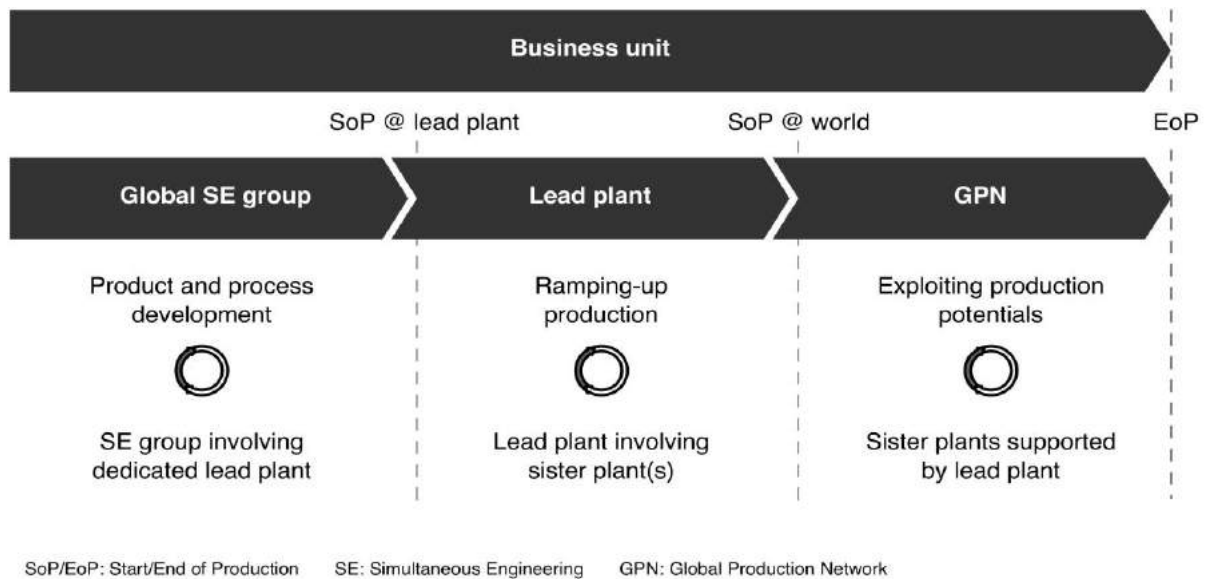 Business unit
SoP @ lead plant
SoP @ world
EoP
Global SE group
Lead plant
GPN
Product and process
development
Ramping-up
production
Exploiting production
potentials
SE group involving
dedicated lead plant
Lead plant involving
sister plant(s)
Sister plants supported
by lead plant
SoP/EoP: Start/End of Production SE: Simultaneous Engineering GPN: Global Production Network